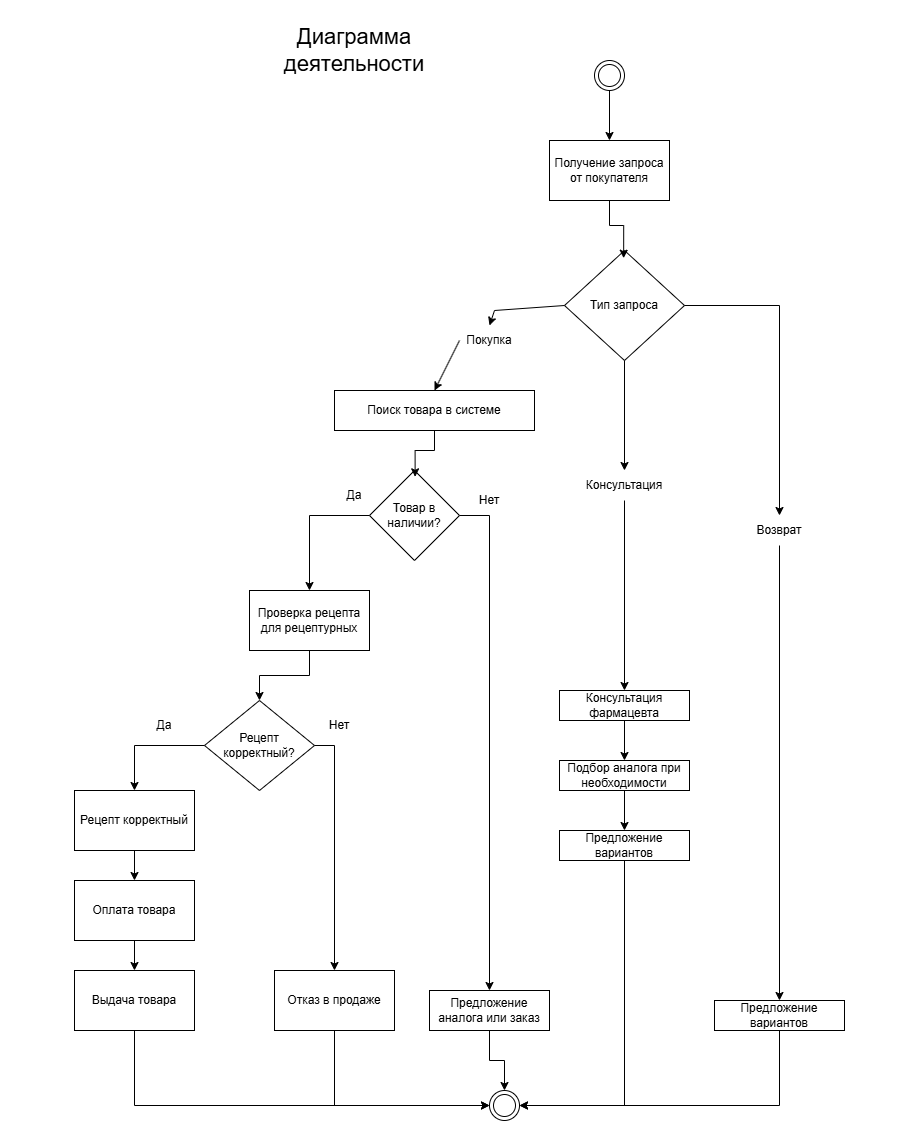 Диаграмма
деятельности
Получение запроса
от покупателя
Тип запроса
Покупка
Поиск товара в системе
Консультация
Да
Нет
Товар в
наличии?
Возврат
Проверка рецепта
для рецептурных
Консультация
фармацевта
Да
Нет
Рецепт
корректный?
Подбор аналога при
необходимости
Рецепт корректный
Предложение
вариантов
Оплата товара
Выдача товара
Отказ в продаже
Предложение
аналога или заказ
Предложение
вариантов